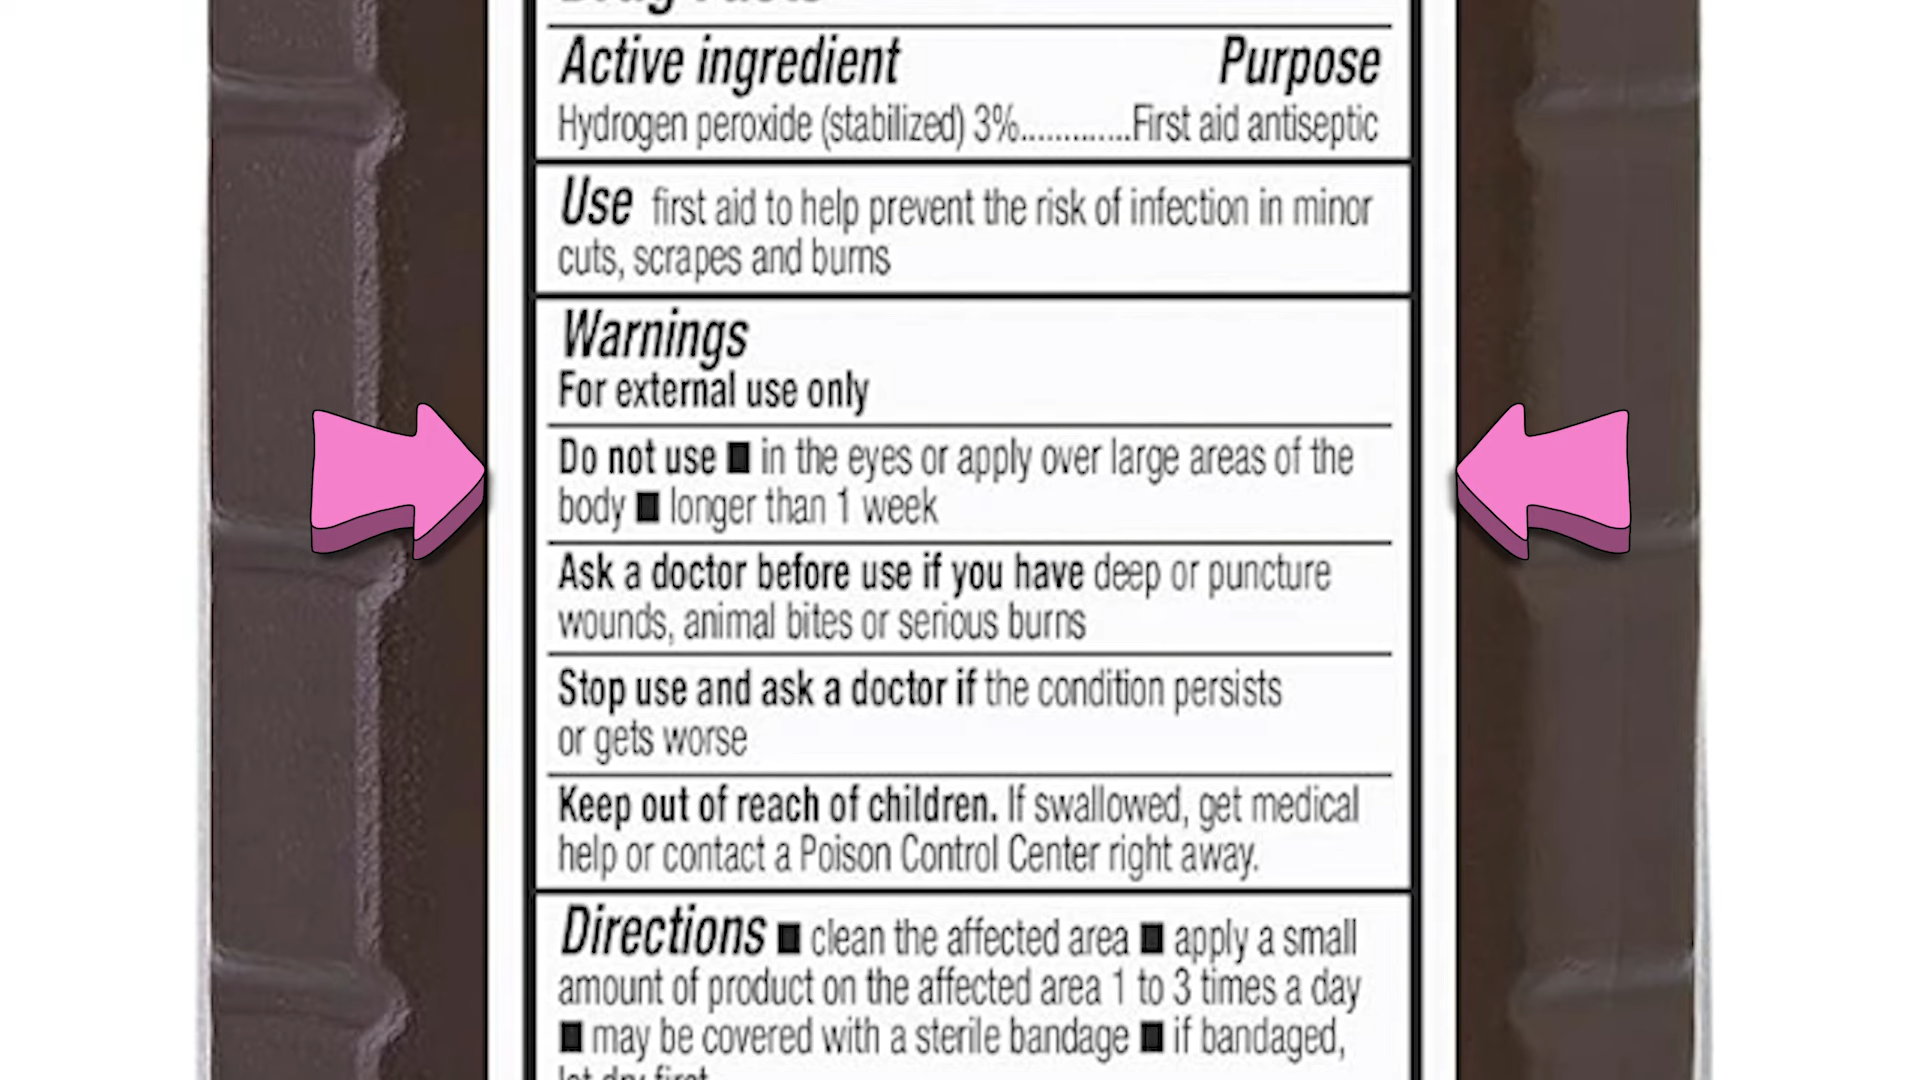 Drug Facts
Active ingredient Purpose
Hydrogen peroxide (stabilized) 3%.............First aid antiseptic
Use first aid to help prevent the risk of infection in minor
cuts, scrapes and burns
Warnings
For external use only
Do not use ■ in the eyes or apply over large areas of the
body ■ longer than 1 week
Ask a doctor before use if you have deep or puncture
wounds, animal bites or serious burns
Stop use and ask a doctor if the condition persists
or gets worse
Keep out of reach of children. If swallowed, get medical
help or contact a Poison Control Center right away.
Directions ■ clean the affected area ■ apply a small
amount of product on the affected area 1 to 3 times a day
■ may be covered with a sterile bandage ■ if bandaged,
let dry first